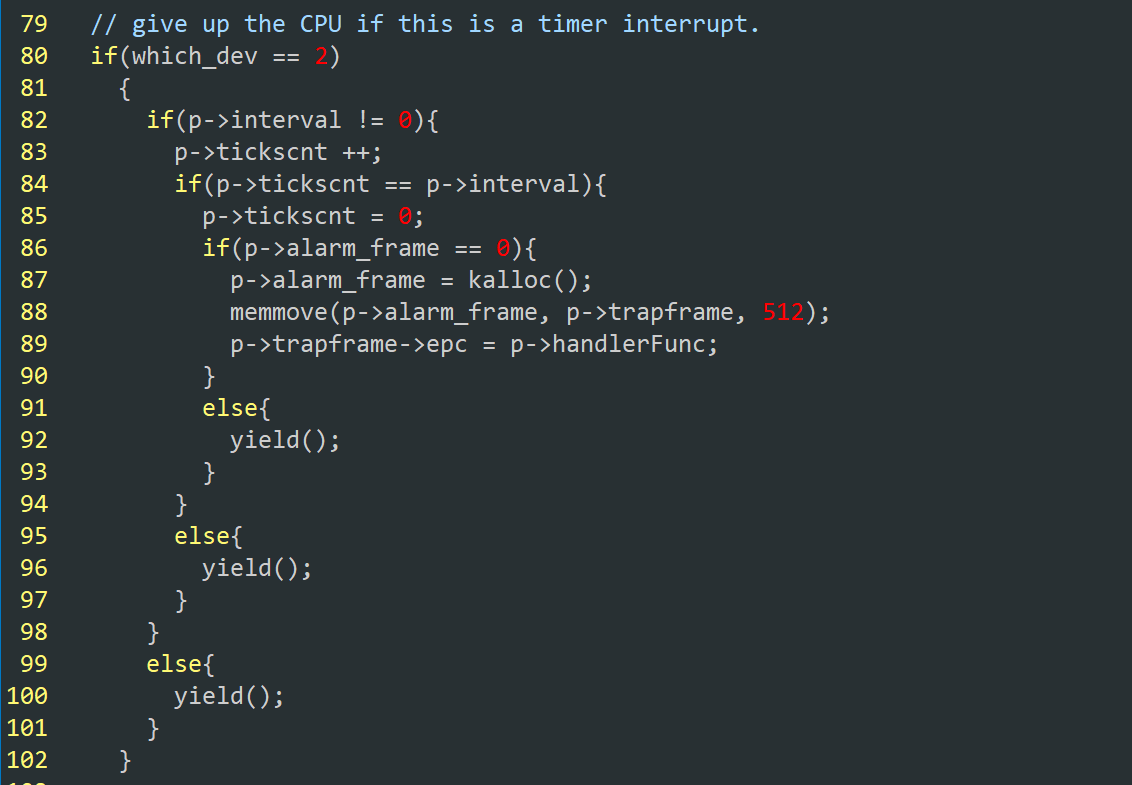 79 // give up the CPU if this is a timer interrupt.
80 if(which_dev == 2)
81 {
82 if(p->interval != 0){
83 p->tickscnt ++;
84 if(p->tickscnt == p->interval){
85 p->tickscnt = 0;
86 if(p->alarm_frame == 0){
87 p->alarm_frame = kalloc();
88 memmove(p->alarm_frame, p->trapframe, 512);
89 p->trapframe->epc = p->handlerFunc;
90 }
91 else{
92 yield();
93 }
94 }
95 else{
96 yield();
97 }
98 }
99 else{
100 yield();
101 }
102 }